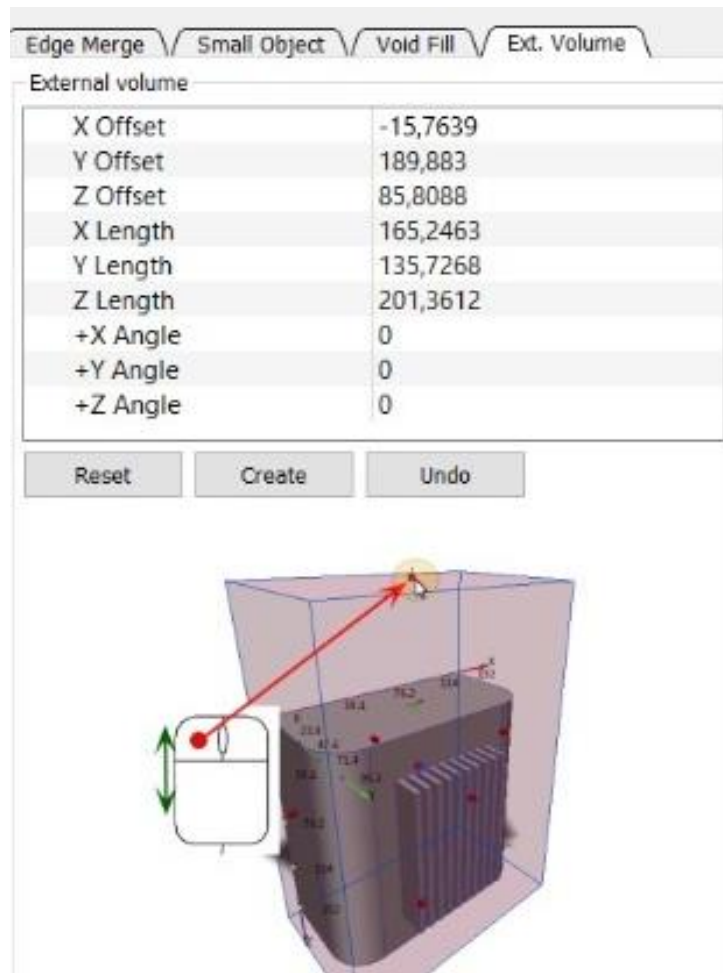 Edge Merge Small Object Void Fill Ext. Volume
External volume
X Offset -15,7639
Y Offset 189,883
Z Offset 85,8088
X Length 165,2463
Y Length 135,7268
Z Length 201,3612
+X Angle 0
+Y Angle 0
+Z Angle 0
Reset Create Undo
X
Y